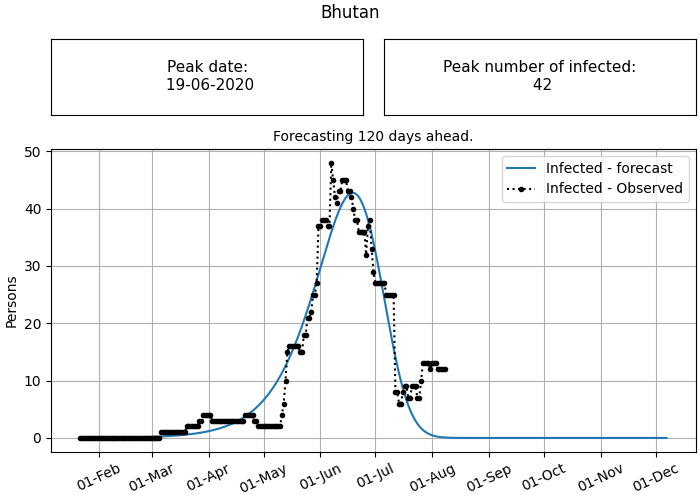 Bhutan
Peak date:
19-06-2020
Peak number of infected:
42
Forecasting 120 days ahead.
Infected - forecast
Infected - Observed
Persons
50
40
30
20
10
0
01-Feb
01-Mar
01-Apr
01-May
01-Jun
01-Jul
01-Aug
01-Sep
01-Oct
01-Nov
01-Dec